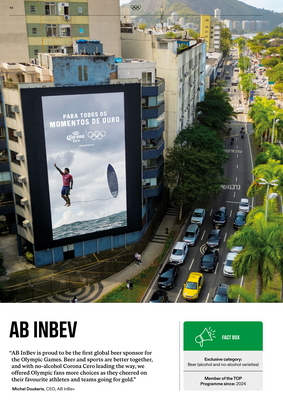 PARA TODOS OS
MOMENTOS DE OURO
Corona
AB INBEV
"AB InBev is proud to be the first global beer sponsor for
the Olympic Games. Beer and sports are better together,
and with no-alcohol Corona Cero leading the way, we
offered Olympic fans more choices as they cheered on
their favourite athletes and teams going for gold."
Michel Doukeris, CEO, AB InBev
FACT BOX
Exclusive category:
Beer (alcohol and no-alcohol varieties)
Member of the TOP
Programme since: 2024